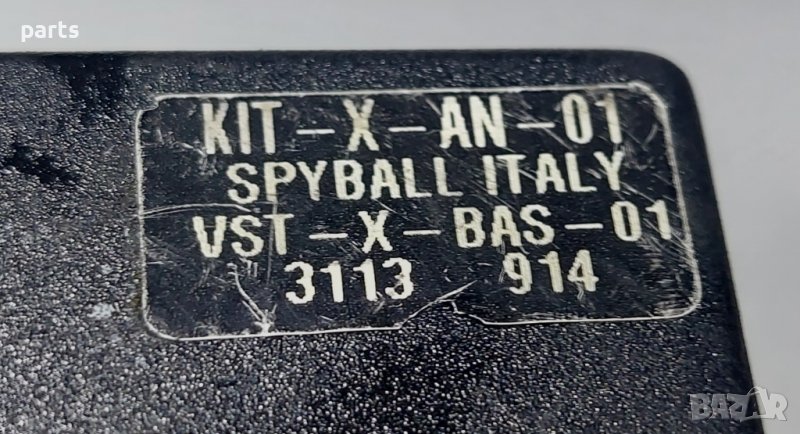 parts
KIT-X-AN-01
SPYBALL ITALY
VST-X-BAS-01
3113 914
BAZAR